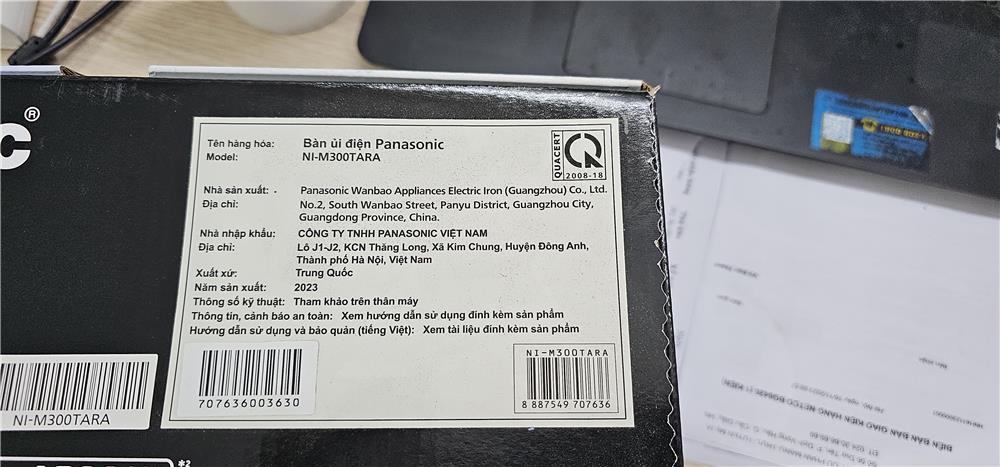 C®
Tên hàng hóa: Bàn ủi điện Panasonic
Model: NI-M300TARA
QUACERT
2008-18
Nhà sản xuất: Panasonic Wanbao Appliances Electric Iron (Guangzhou) Co., Ltd.
Địa chỉ: No.2, South Wanbao Street, Panyu District, Guangzhou City,
Guangdong Province, China.
Nhà nhập khẩu: CÔNG TY TNHH PANASONIC VIỆT NAM
Địa chỉ: Lô J1-J2, KCN Thăng Long, Xã Kim Chung, Huyện Đông Anh,
Thành phố Hà Nội, Việt Nam
Xuất xứ: Trung Quốc
Năm sản xuất: 2023
Thông số kỹ thuật: Tham khảo trên thân máy
Thông tin, cảnh báo an toàn: Xem hướng dẫn sử dụng đính kèm sản phẩm
Hướng dẫn sử dụng và bảo quản (tiếng Việt): Xem tài liệu đính kèm sản phẩm
707636003630
NI-M300TARA
8 887549 707636
NI-M300TARA
*2